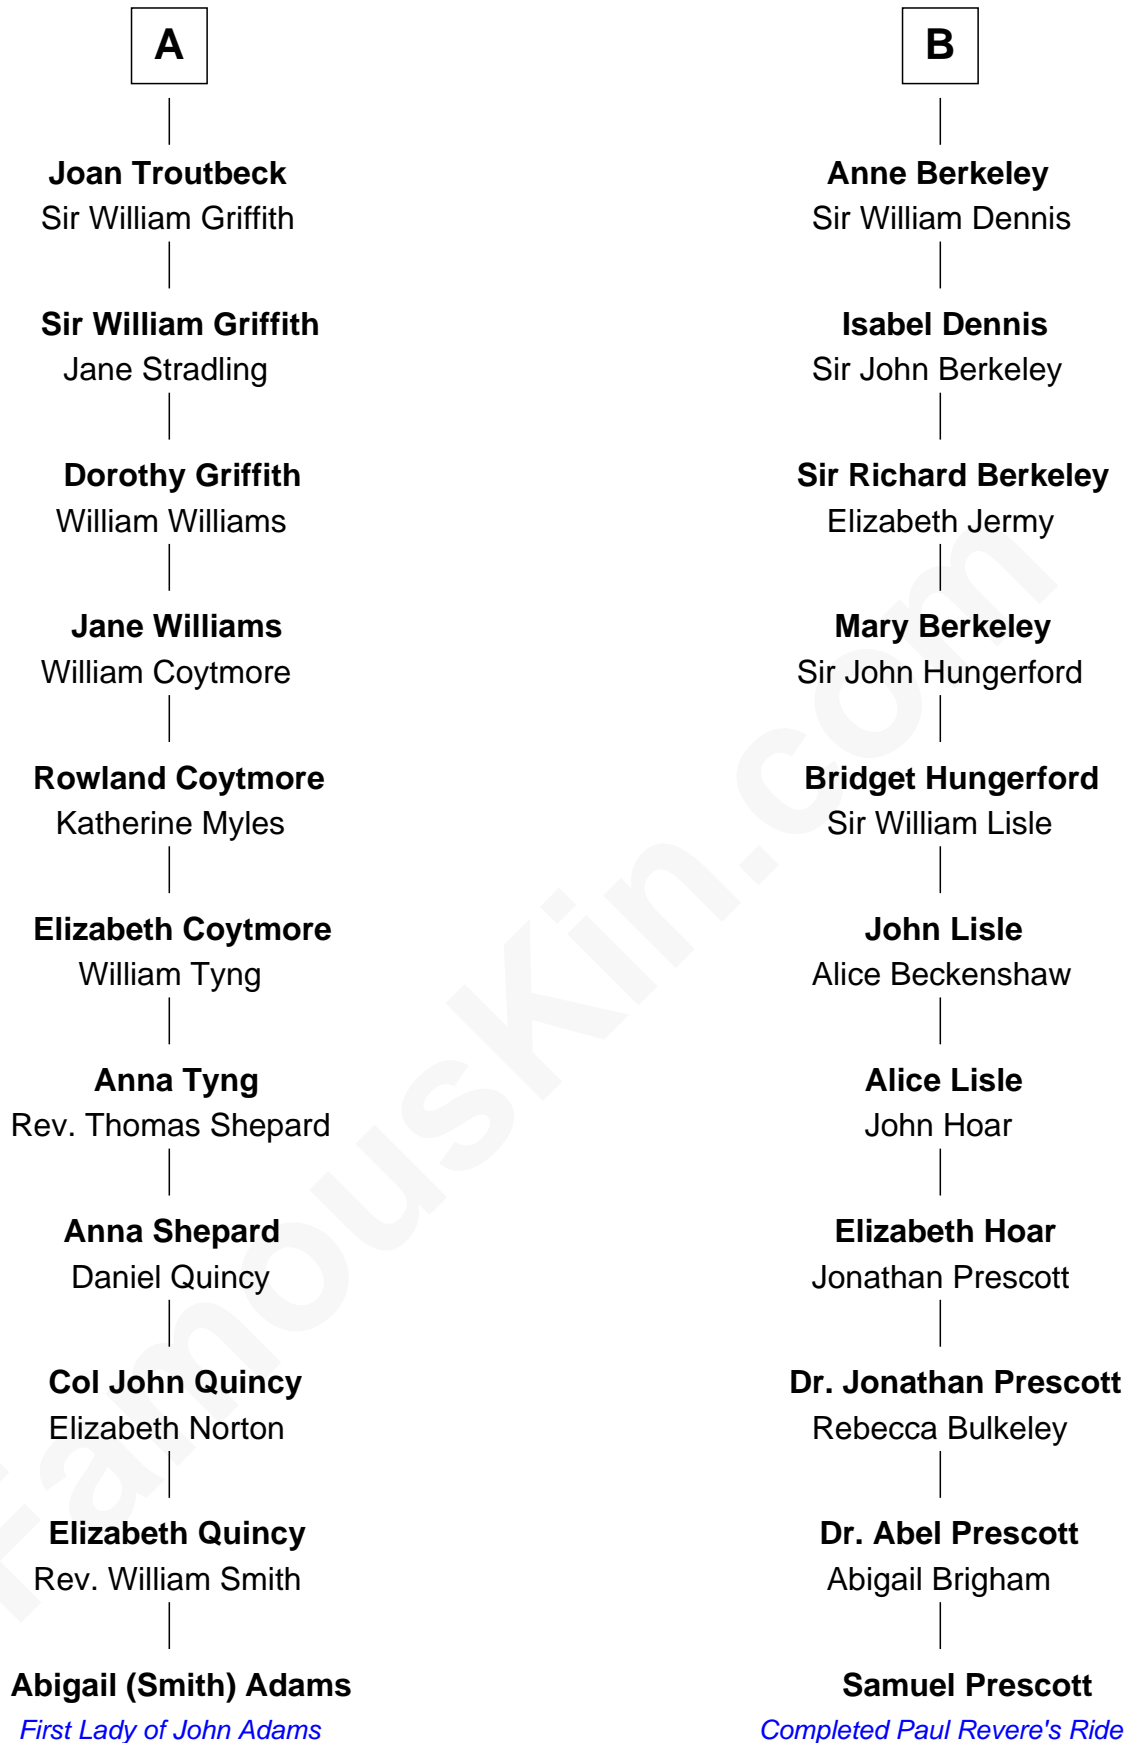 A
Joan Troutbeck
Sir William Griffith
Sir William Griffith
Jane Stradling
Dorothy Griffith
William Williams
Jane Williams
William Coytmore
Rowland Coytmore
Katherine Myles
Elizabeth Coytmore
William Tyng
Anna Tyng
Rev. Thomas Shepard
Anna Shepard
Daniel Quincy
Col John Quincy
Elizabeth Norton
Elizabeth Quincy
Rev. William Smith
Abigail (Smith) Adams
First Lady of John Adams
B
Anne Berkeley
Sir William Dennis
Isabel Dennis
Sir John Berkeley
Sir Richard Berkeley
Elizabeth Jermy
Mary Berkeley
Sir John Hungerford
Bridget Hungerford
Sir William Lisle
John Lisle
Alice Beckenshaw
Alice Lisle
John Hoar
Elizabeth Hoar
Jonathan Prescott
Dr. Jonathan Prescott
Rebecca Bulkeley
Dr. Abel Prescott
Abigail Brigham
Samuel Prescott
Completed Paul Revere's Ride
FamousKin.com